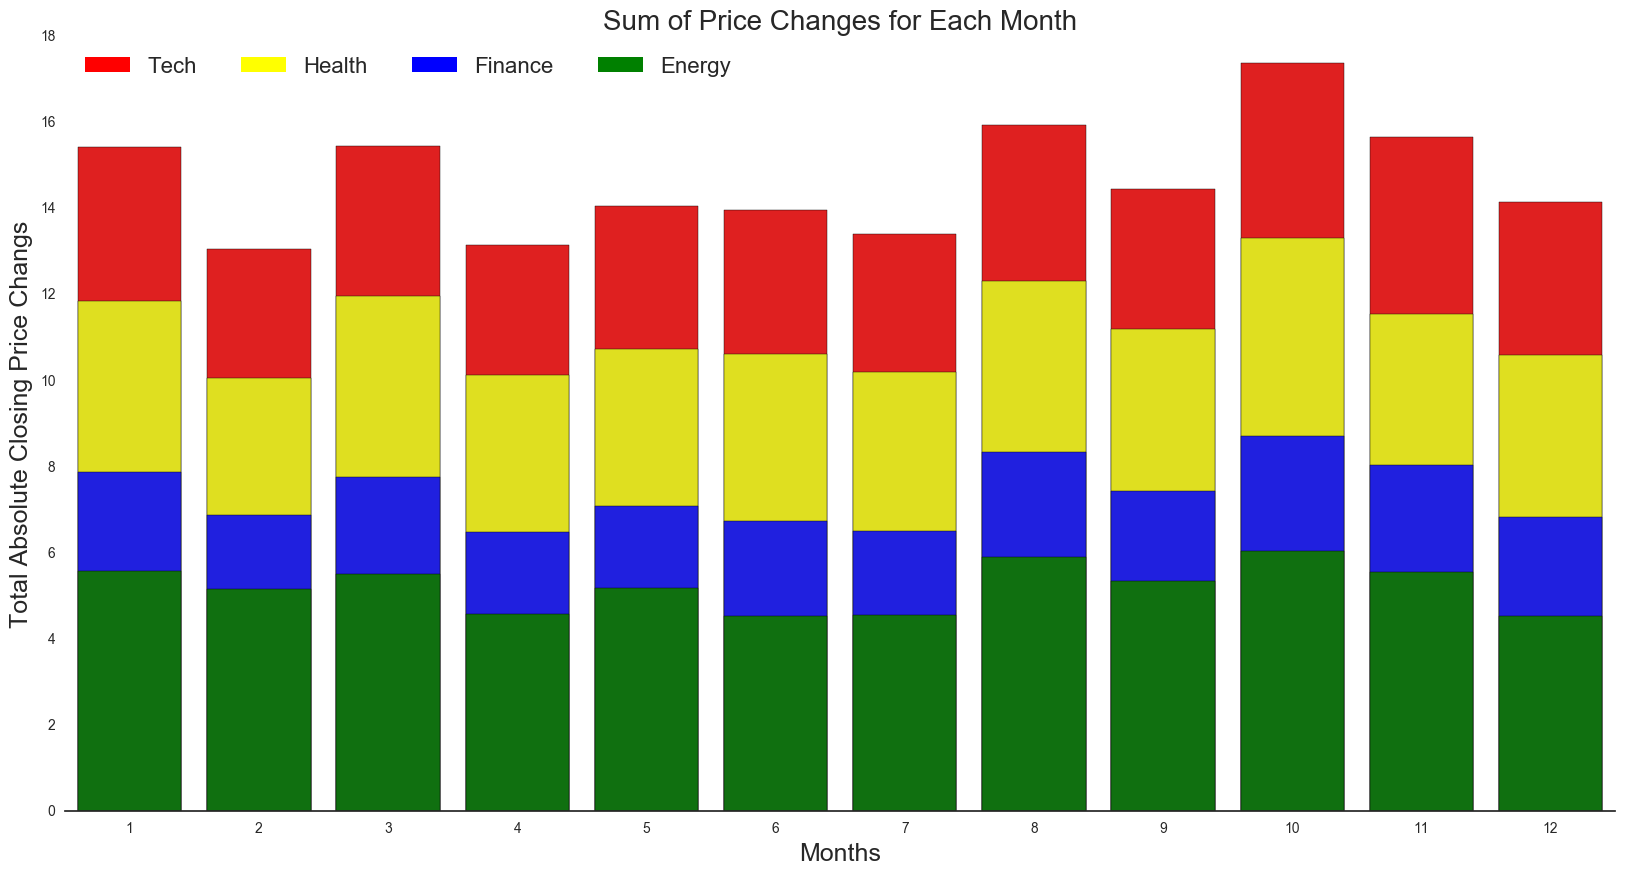 Sum of Price Changes for Each Month
Tech Health Finance Energy
Total Absolute Closing Price Changs
18
16
14
12
10
8
6
4
2
0
1 2 3 4 5 6 7 8 9 10 11 12
Months